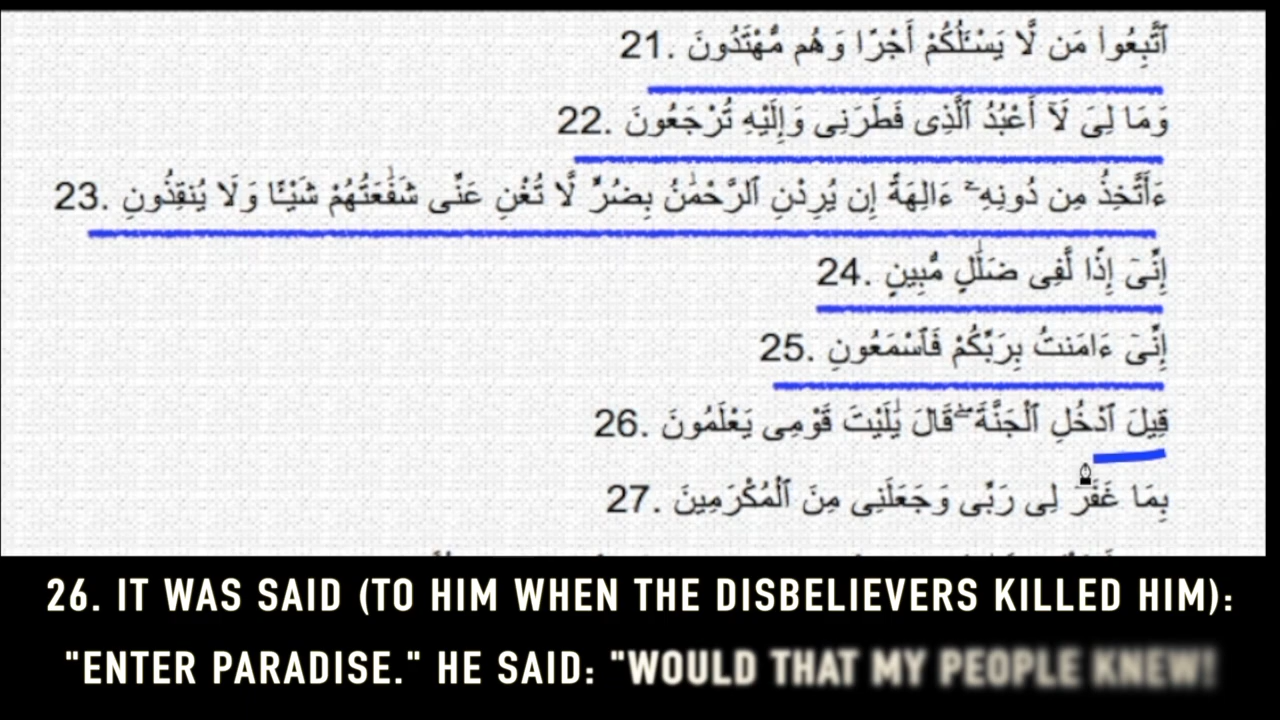 21. ٱتَّبِعُوا۟ مَن لَّا يَسْـَٔلُكُمْ أَجْرًا وَهُم مُّهْتَدُونَ
22. وَمَا لِىَ لَآ أَعْبُدُ ٱلَّذِى فَطَرَنِى وَإِلَيْهِ تُرْجَعُونَ
23. ءَأَتَّخِذُ مِن دُونِهِۦٓ ءَالِهَةً إِن يُرِدْنِ ٱلرَّحْمَٰنُ بِضُرٍّ لَّا تُغْنِ عَنِّى شَفَٰعَتُهُمْ شَيْـًٔا وَلَا يُنقِذُونِ
24. إِنِّىٓ إِذًا لَّفِى ضَلَٰلٍ مُّبِينٍ
25. إِنِّىٓ ءَامَنتُ بِرَبِّكُمْ فَٱسْمَعُونِ
26. قِيلَ ٱدْخُلِ ٱلْجَنَّةَ ۖ قَالَ يَٰلَيْتَ قَوْمِى يَعْلَمُونَ
27. بِمَا غَفَرَ لِى رَبِّى وَجَعَلَنِى مِنَ ٱلْمُكْرَمِينَ
26. IT WAS SAID (TO HIM WHEN THE DISBELIEVERS KILLED HIM):
"ENTER PARADISE." HE SAID: "WOULD THAT MY PEOPLE KNEW!